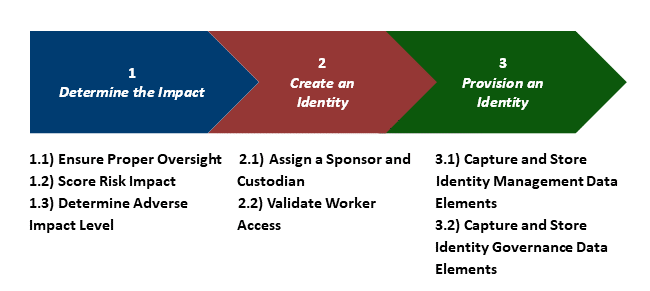 1
Determine the Impact
2
Create an
Identity
3
Provision an
Identity
1.1) Ensure Proper Oversight
1.2) Score Risk Impact
1.3) Determine Adverse
Impact Level
2.1) Assign a Sponsor and
Custodian
2.2) Validate Worker
Access
3.1) Capture and Store
Identity Management Data
Elements
3.2) Capture and Store
Identity Governance Data
Elements